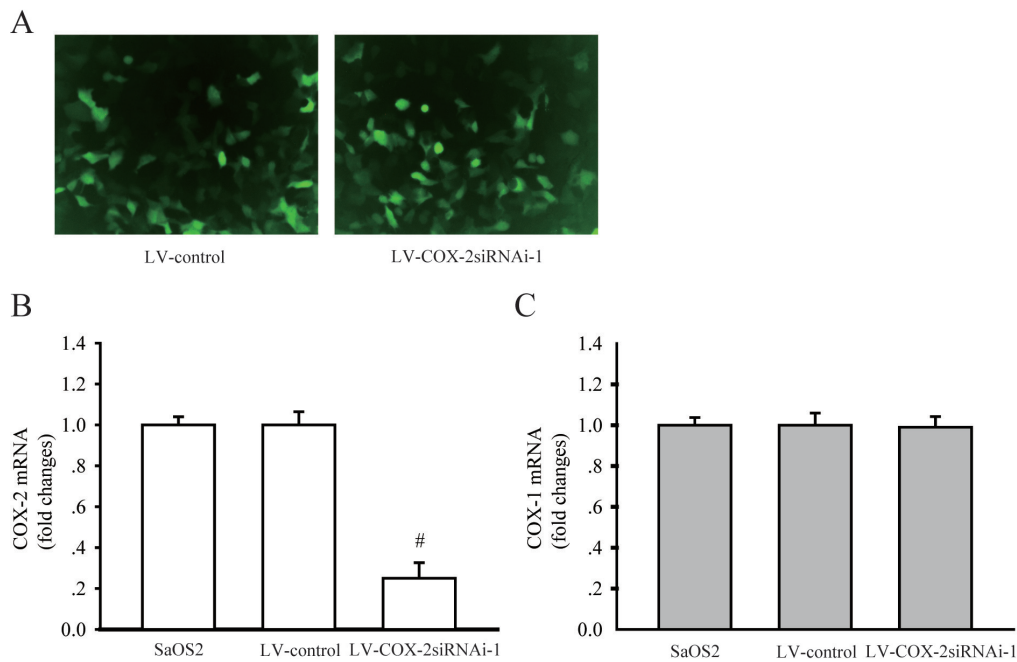 A
LV-control
LV-COX-2siRNAi-1
B
COX-2 mRNA
(fold changes)
1.4
1.2
1.0
.8
.6
.4
.2
0.0
#
SaOS2
LV-control
LV-COX-2siRNAi-1
C
COX-1 mRNA
(fold changes)
1.4
1.2
1.0
.8
.6
.4
.2
0.0
SaOS2
LV-control
LV-COX-2siRNAi-1